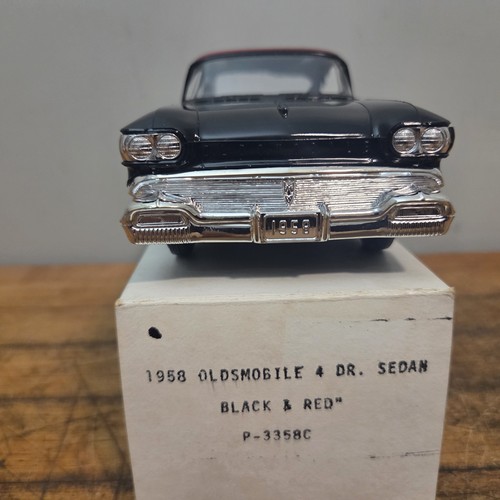 1958
1958 OLDSMOBILE 4 DR. SEDAN
BLACK & RED"
P-3358C